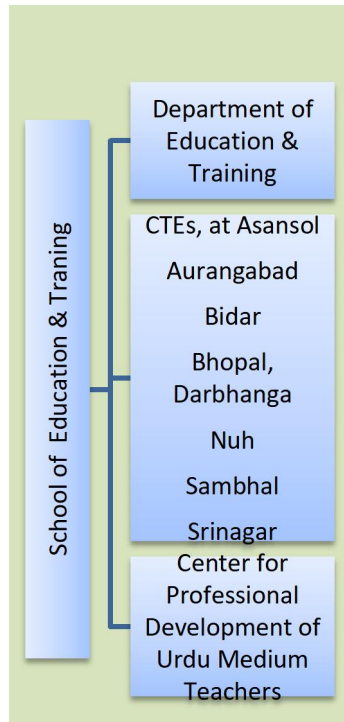 School of Education & Traning
Department of
Education &
Training
CTEs, at Asansol
Aurangabad
Bidar
Bhopal,
Darbhanga
Nuh
Sambhal
Srinagar
Center for
Professional
Development of
Urdu Medium
Teachers